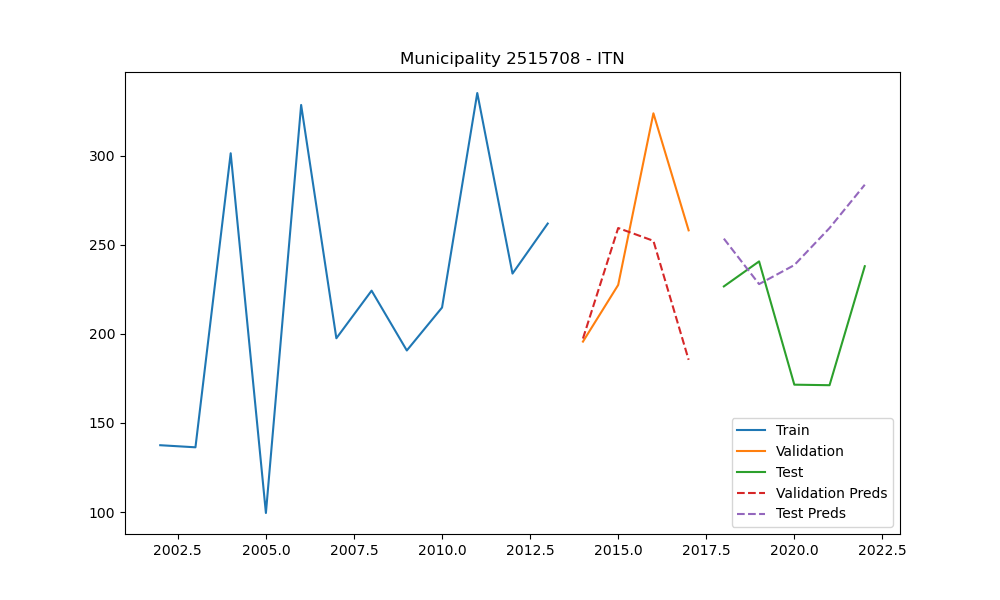 Municipality 2515708 - ITN
300
250
200
150
100
2002.5 2005.0 2007.5 2010.0 2012.5 2015.0 2017.5 2020.0 2022.5
Train
Validation
Test
Validation Preds
Test Preds